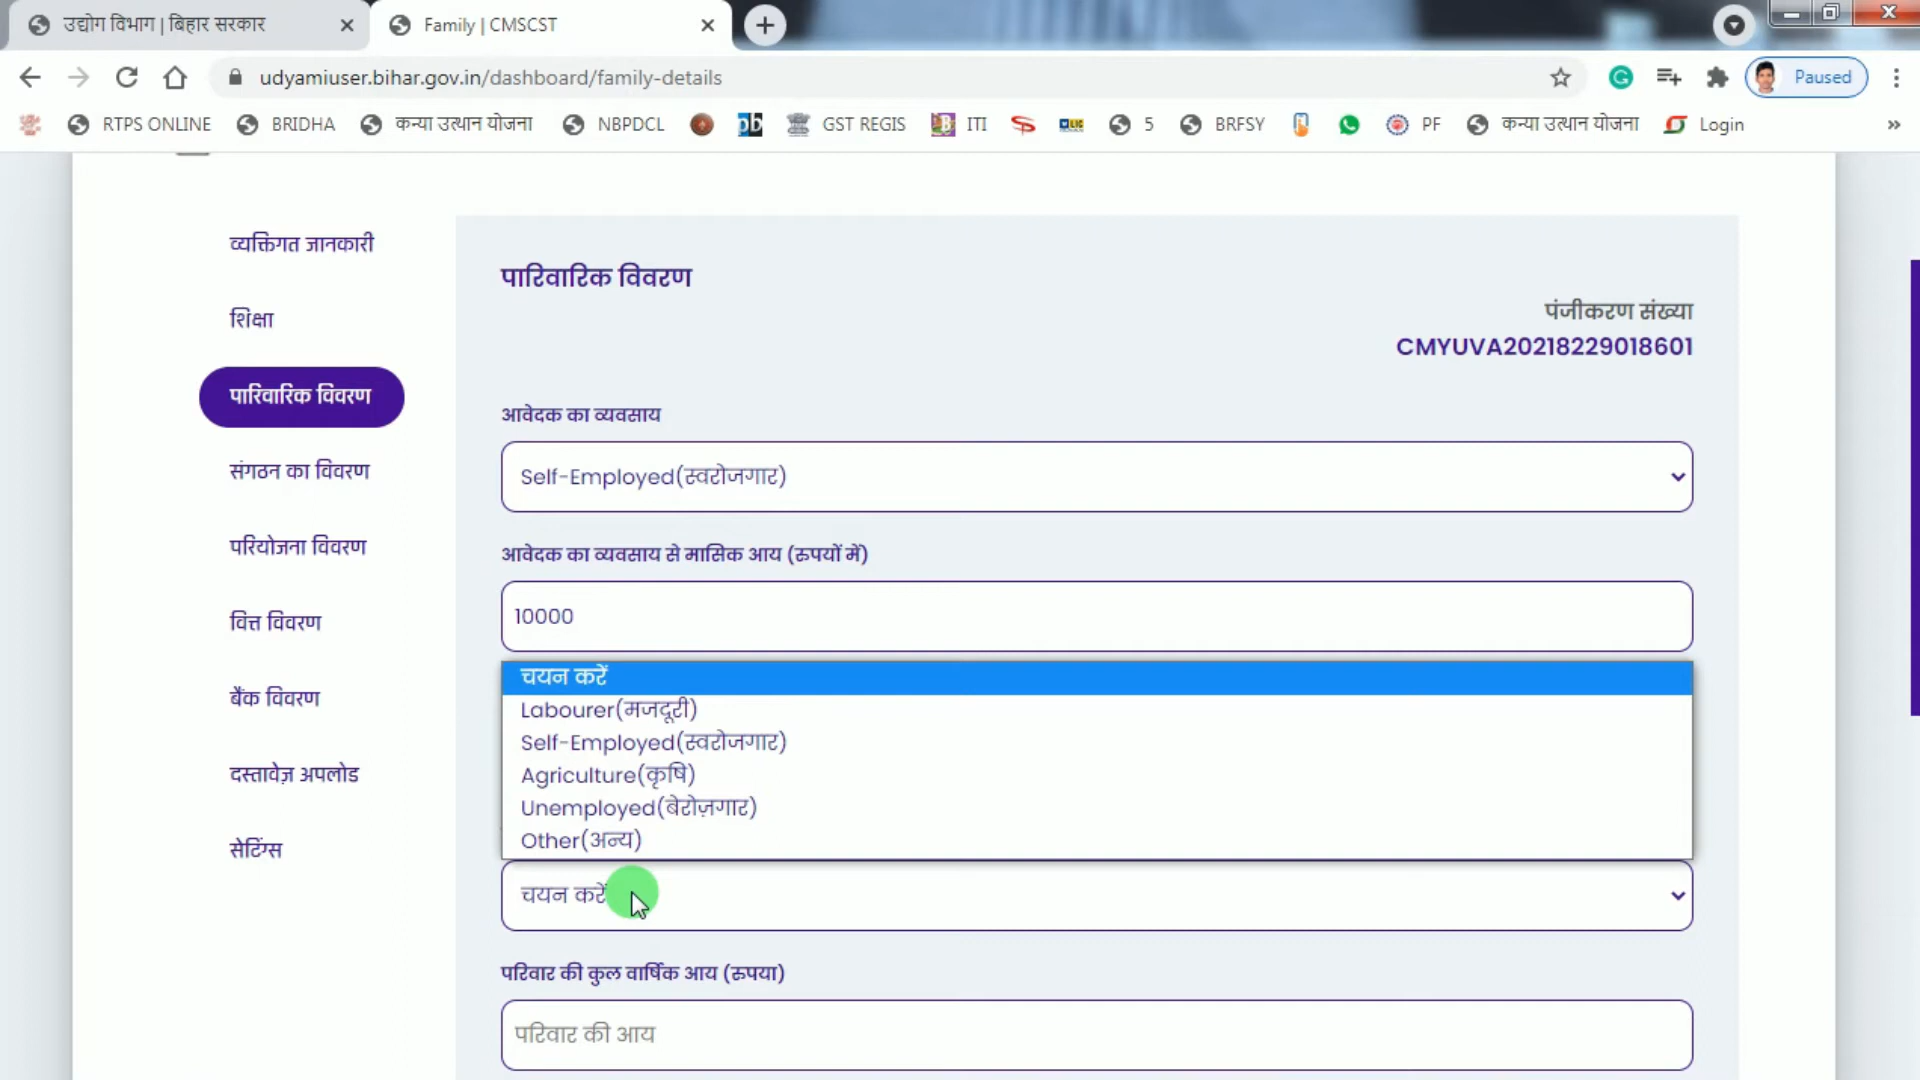 उद्योग विभाग | बिहार सरकार
Family | CMSCST
udyamiuser.bihar.gov.in/dashboard/family-details
Paused
RTPS ONLINE
BRIDHA
कन्या उत्थान योजना
NBPDCL
GST REGIS
ITI
5
BRFSY
PF
कन्या उत्थान योजना
Login
व्यक्तिगत जानकारी
शिक्षा
पारिवारिक विवरण
संगठन का विवरण
परियोजना विवरण
वित्त विवरण
बैंक विवरण
दस्तावेज़ अपलोड
सेटिंग्स
पारिवारिक विवरण
पंजीकरण संख्या
CMYUVA20218229018601
आवेदक का व्यवसाय
Self-Employed(स्वरोजगार)
आवेदक का व्यवसाय से मासिक आय (रुपयों में)
10000
चयन करें
Labourer(मजदूरी)
Self-Employed(स्वरोजगार)
Agriculture(कृषि)
Unemployed(बेरोज़गार)
Other(अन्य)
चयन करें
परिवार की कुल वार्षिक आय (रुपया)
परिवार की आय